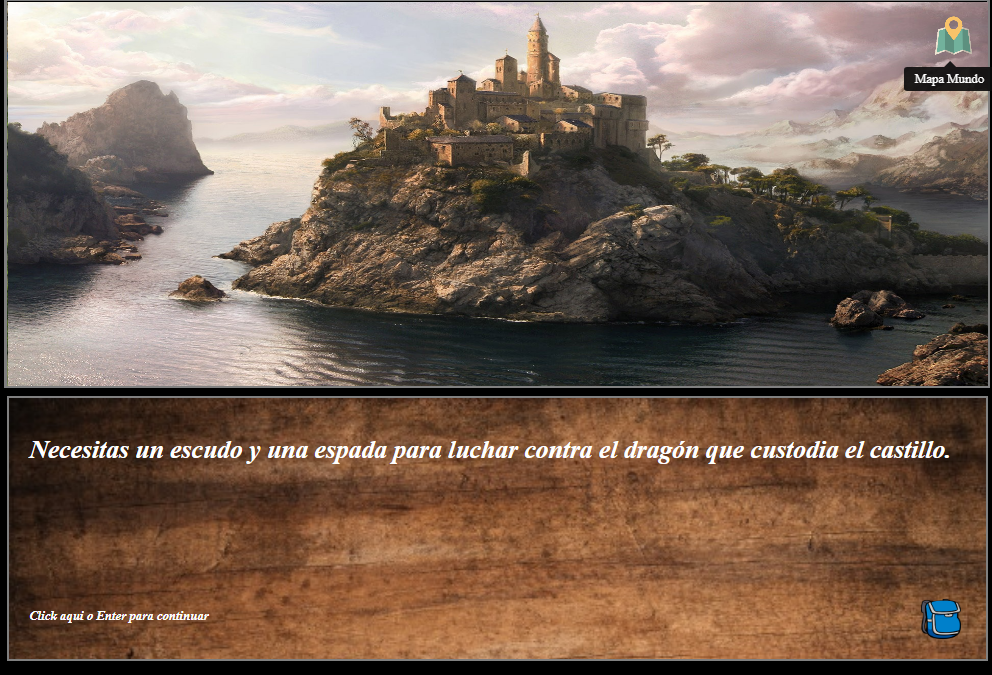 Mapa Mundo
Necesitas un escudo y una espada para luchar contra el dragón que custodia el castillo.
Click aqui o Enter para continuar